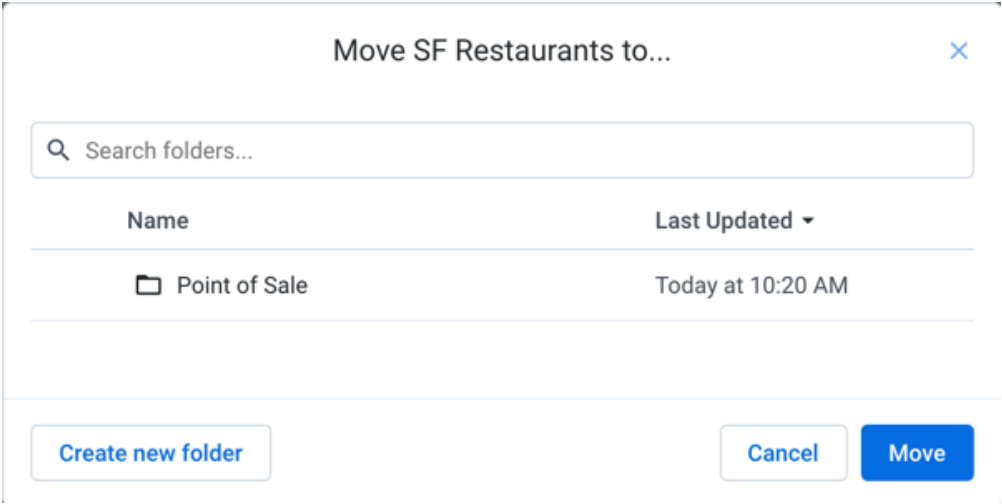 Move SF Restaurants to...
Search folders...
Name Last Updated
Point of Sale Today at 10:20 AM
Create new folder Cancel Move